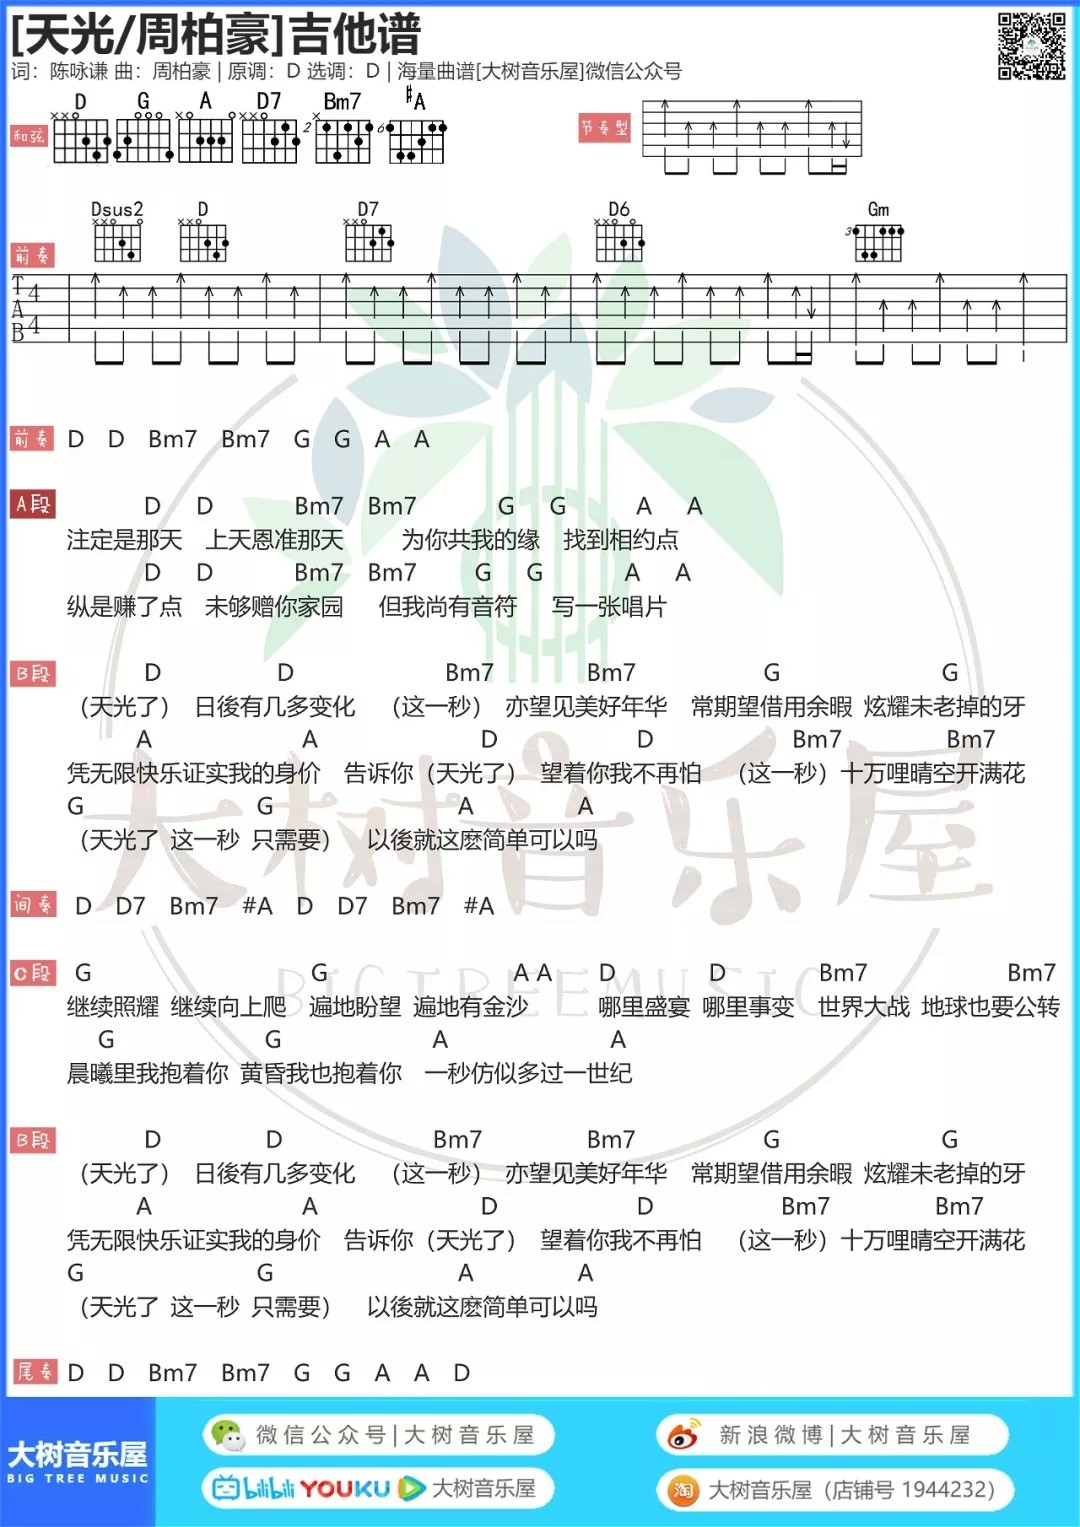 [天光/周柏豪]吉他谱
词：陈咏谦 曲：周柏豪 | 原调：D 选调：D | 海量曲谱[大树音乐屋]微信公众号
和弦 D G A D7 Bm7 #A 节奏型
2 6
Dsus2 D D7 D6 Gm
前奏
3
TAB 4 4
前奏 D D Bm7 Bm7 G G A A
A段 D D Bm7 Bm7 G G A A
注定是那天 上天恩准那天 为你共我的缘 找到相约点
D D Bm7 Bm7 G G A A
纵是赚了点 未够赠你家园 但我尚有音符 写一张唱片
B段 D D Bm7 Bm7 G G
（天光了） 日後有几多变化 （这一秒） 亦望见美好年华 常期望借用余暇 炫耀未老掉的牙
A A D D Bm7 Bm7
凭无限快乐证实我的身价 告诉你（天光了） 望着你我不再怕 （这一秒）十万哩晴空开满花
G G A A
（天光了 这一秒 只需要） 以後就这麽简单可以吗
大树音乐屋
间奏 D D7 Bm7 #A D D7 Bm7 #A
BIGTREEMUSIC
C段 G G A A D D Bm7 Bm7
继续照耀 继续向上爬 遍地盼望 遍地有金沙 哪里盛宴 哪里事变 世界大战 地球也要公转
G G A A
晨曦里我抱着你 黄昏我也抱着你 一秒仿似多过一世纪
B段 D D Bm7 Bm7 G G
（天光了） 日後有几多变化 （这一秒） 亦望见美好年华 常期望借用余暇 炫耀未老掉的牙
A A D D Bm7 Bm7
凭无限快乐证实我的身价 告诉你（天光了） 望着你我不再怕 （这一秒）十万哩晴空开满花
G G A A
（天光了 这一秒 只需要） 以後就这麽简单可以吗
尾奏 D D Bm7 Bm7 G G A A D
大树音乐屋
BIG TREE MUSIC
微信公众号|大树音乐屋
新浪微博|大树音乐屋
bilibili YOUKU 大树音乐屋
淘 大树音乐屋（店铺号 1944232）